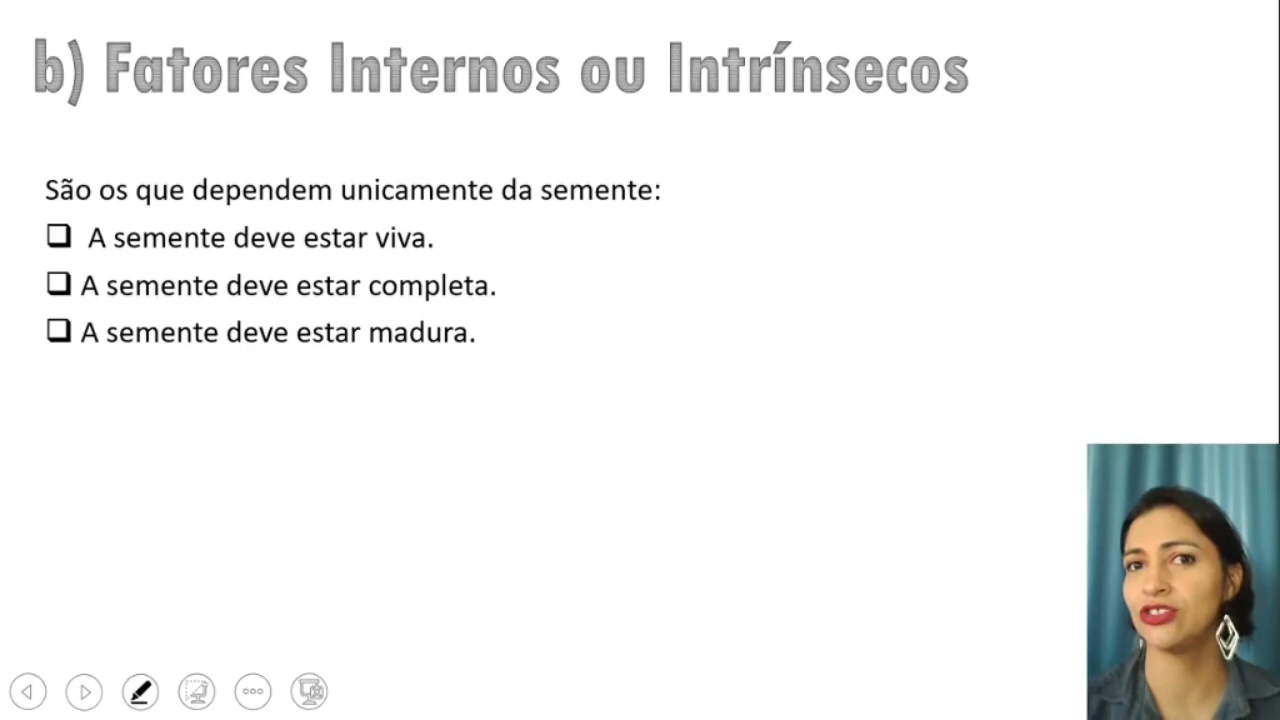 b) Fatores Internos ou Intrínsecos
São os que dependem unicamente da semente:
❑ A semente deve estar viva.
❑ A semente deve estar completa.
❑ A semente deve estar madura.